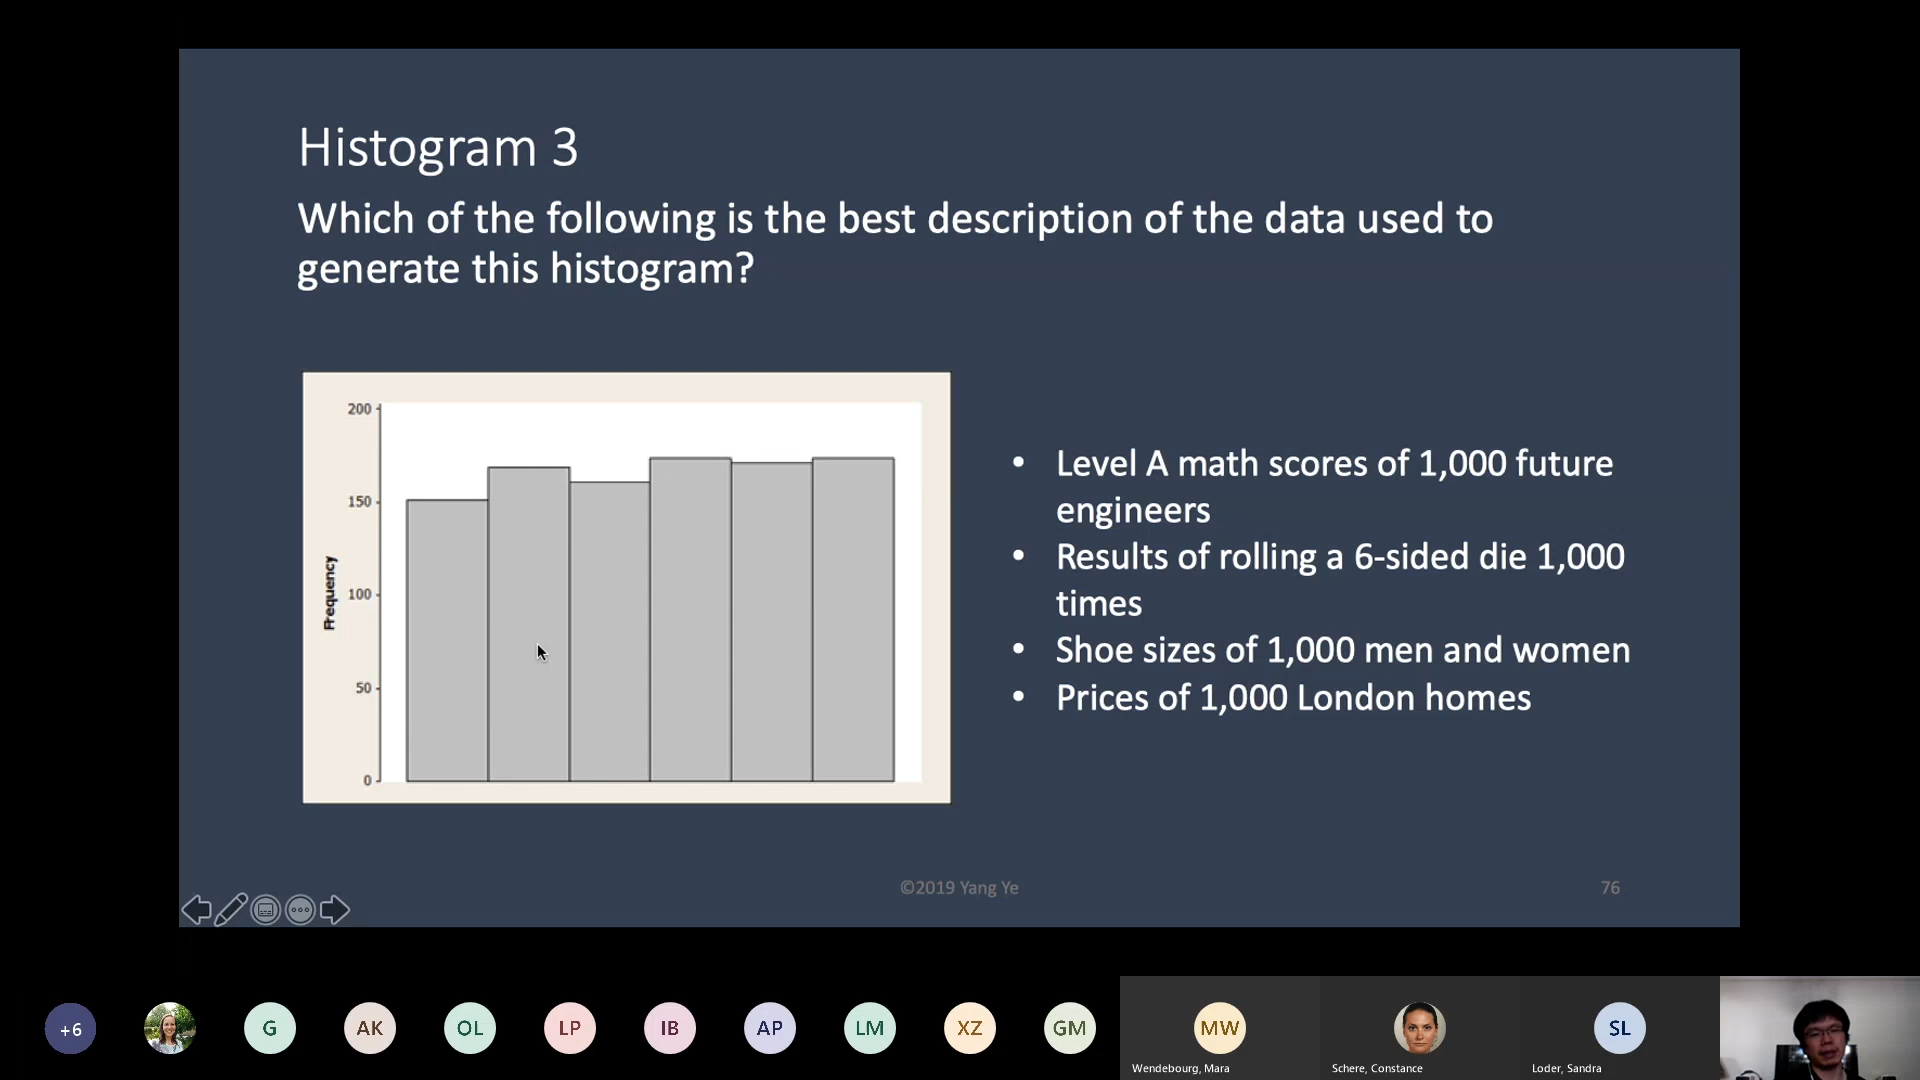 Histogram 3
Which of the following is the best description of the data used to
generate this histogram?
200
150
100
50
0
Frequency
• Level A math scores of 1,000 future
engineers
• Results of rolling a 6-sided die 1,000
times
• Shoe sizes of 1,000 men and women
• Prices of 1,000 London homes
©2019 Yang Ye
76
+6
G
AK
OL
LP
IB
AP
LM
XZ
GM
MW
SL
Wendebourg, Mara
Schere, Constance
Loder, Sandra